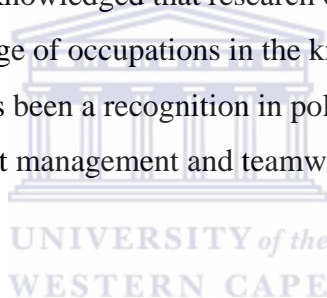 knowledged that research
ge of occupations in the k
s been a recognition in pol
t management and teamw
UNIVERSITY of the
WESTERN CAPE